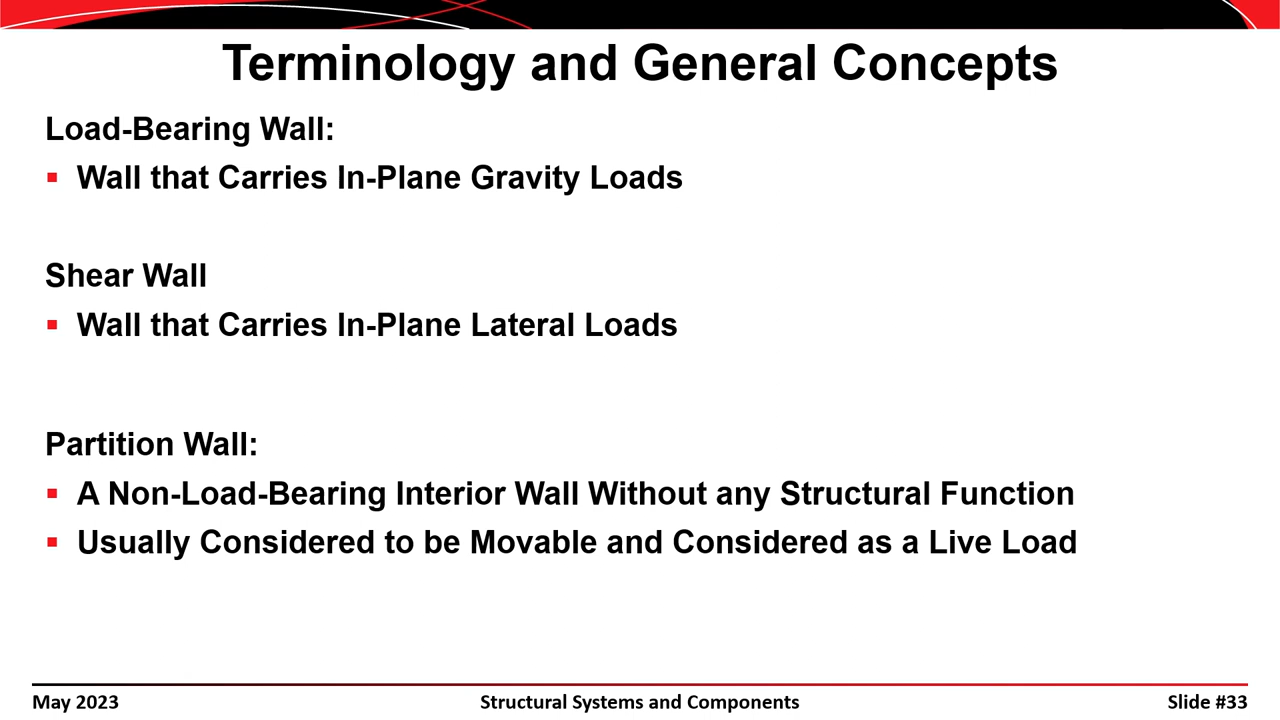 Terminology and General Concepts
Load-Bearing Wall:
▪ Wall that Carries In-Plane Gravity Loads
Shear Wall
▪ Wall that Carries In-Plane Lateral Loads
Partition Wall:
▪ A Non-Load-Bearing Interior Wall Without any Structural Function
▪ Usually Considered to be Movable and Considered as a Live Load
May 2023 Structural Systems and Components Slide #33